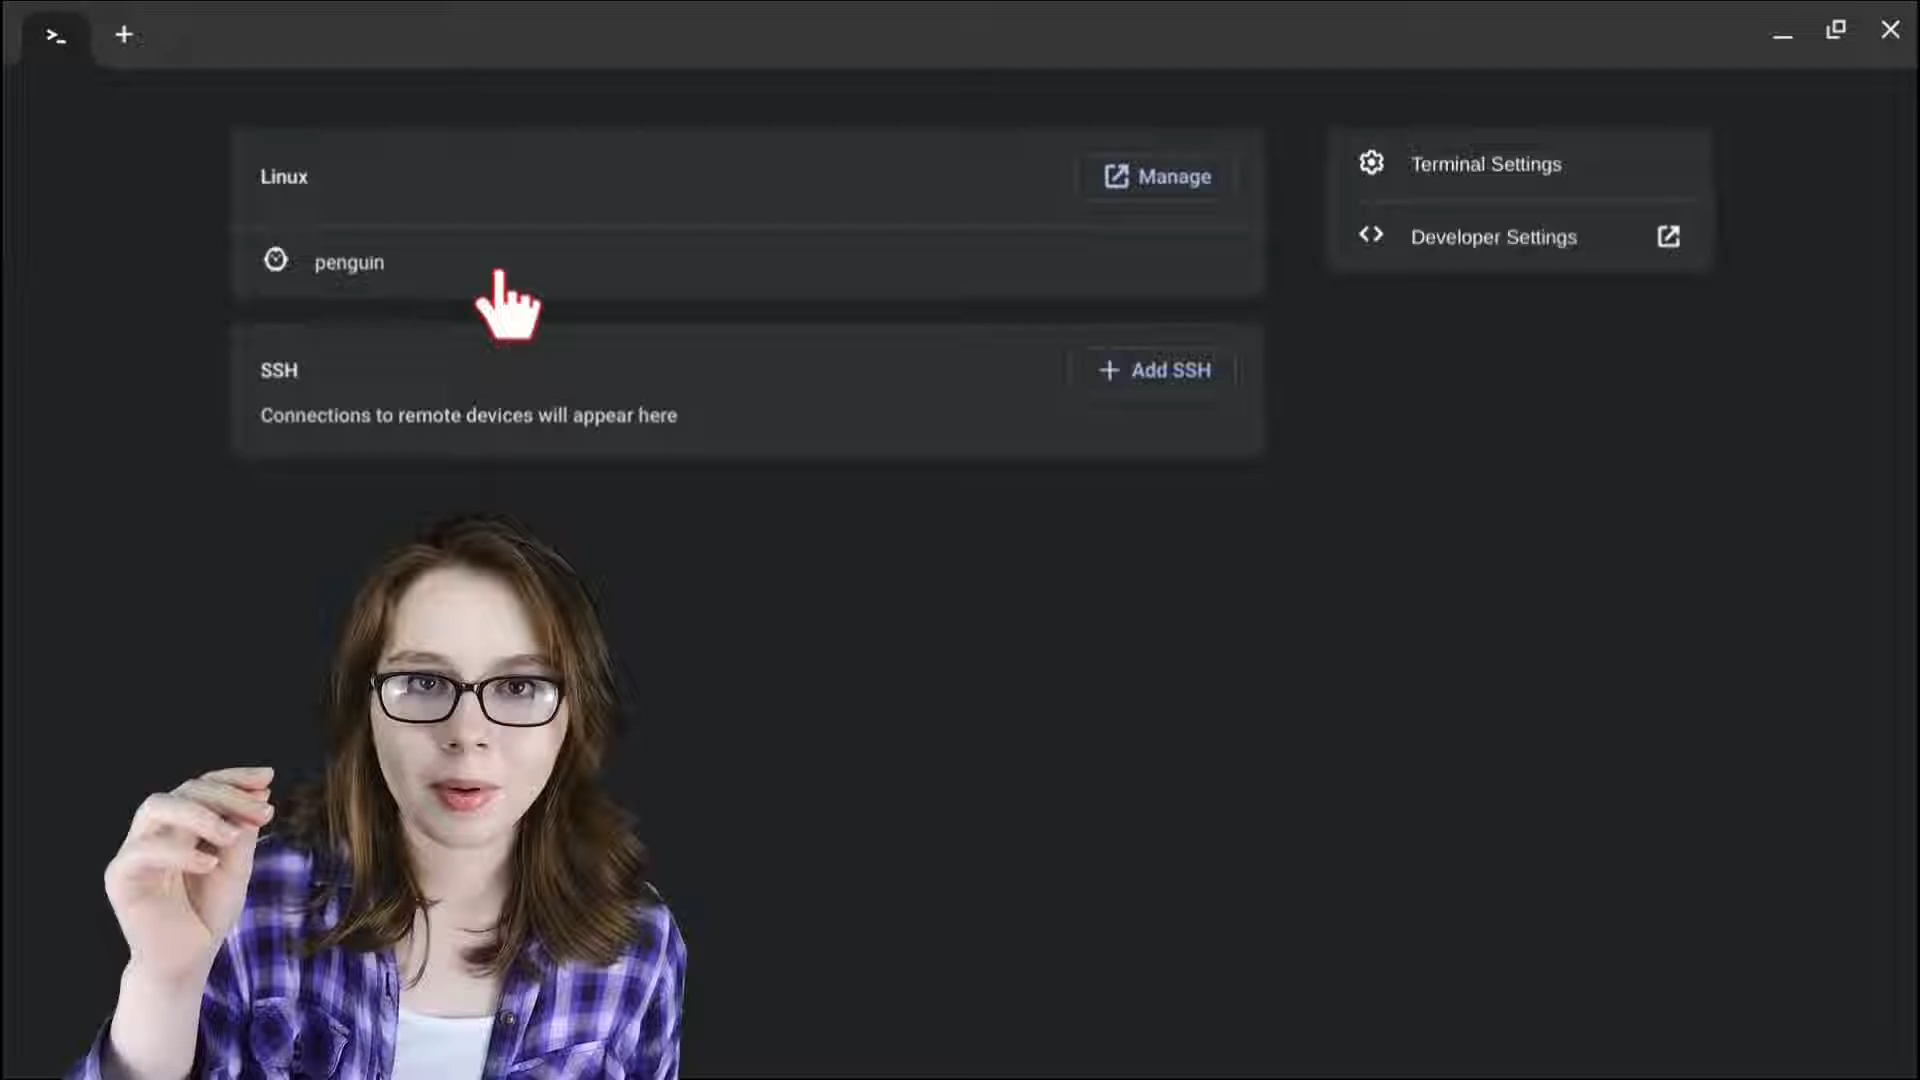 >_ +
Linux
Manage
penguin
SSH
+ Add SSH
Connections to remote devices will appear here
Terminal Settings
<> Developer Settings